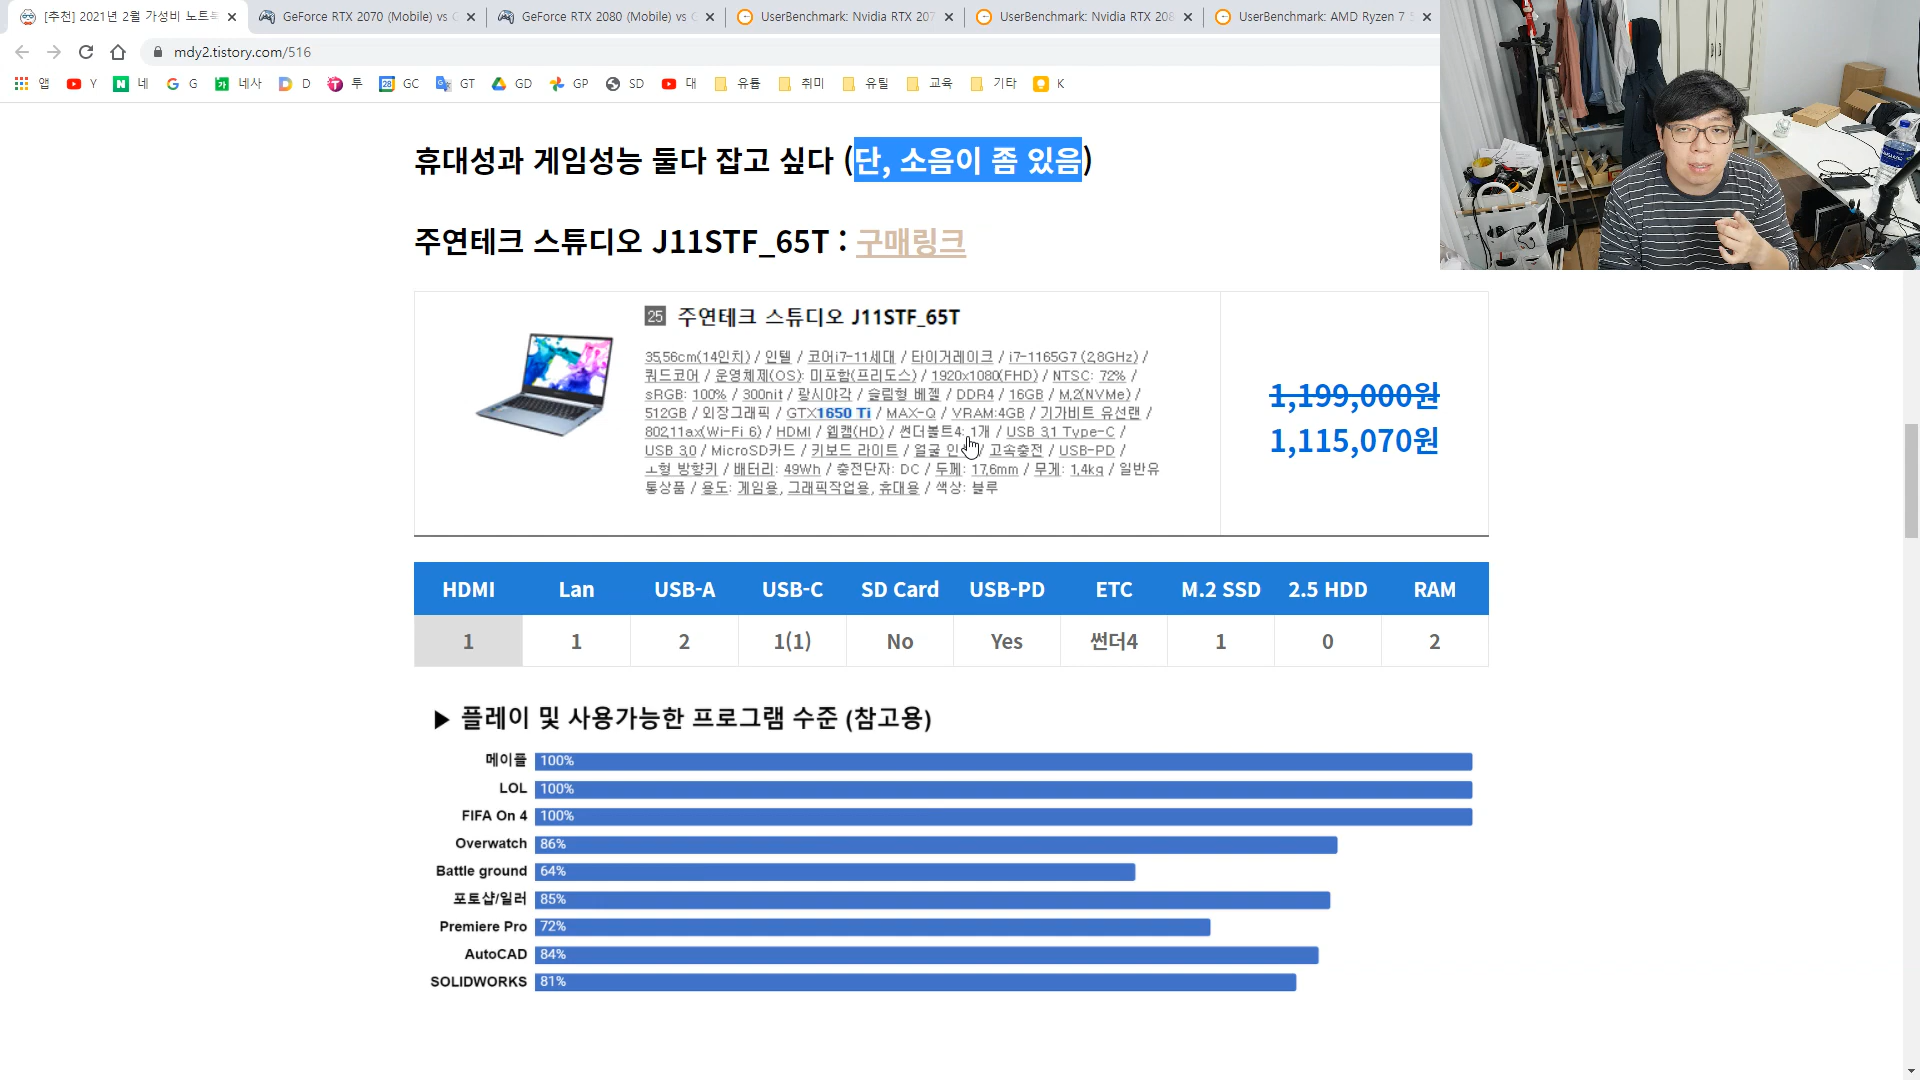 [추천] 2021년 2월 가성비 노트북
GeForce RTX 2070 (Mobile) vs G
GeForce RTX 2080 (Mobile) vs G
UserBenchmark: Nvidia RTX 207
UserBenchmark: Nvidia RTX 208
UserBenchmark: AMD Ryzen 7
mdy2.tistory.com/516
앱 Y 네 G 네사 D 투 GC GT GD GP SD 대 유튭 취미 유틸 교육 기타 K
휴대성과 게임성능 둘다 잡고 싶다 (단, 소음이 좀 있음)
주연테크 스튜디오 J11STF_65T : 구매링크
25 주연테크 스튜디오 J11STF_65T
35,56cm(14인치) / 인텔 / 코어i7-11세대 / 타이거레이크 / i7-1165G7 (2,8GHz) /
쿼드코어 / 운영체제(OS): 미포함(프리도스) / 1920x1080(FHD) / NTSC: 72% /
sRGB: 100% / 300nit / 광시야각 / 슬림형 베젤 / DDR4 / 16GB / M,2(NVMe) /
512GB / 외장그래픽 / GTX1650 Ti / MAX-Q / VRAM:4GB / 기가비트 유선랜 /
802,11ax(Wi-Fi 6) / HDMI / 웹캠(HD) / 썬더볼트4: 1개 / USB 3,1 Type-C /
USB 3,0 / MicroSD카드 / 키보드 라이트 / 얼굴 인식 / 고속충전 / USB-PD /
ㅗ형 방향키 / 배터리: 49Wh / 충전단자: DC / 두께: 17,6mm / 무게: 1,4kg / 일반유
통상품 / 용도: 게임용, 그래픽작업용, 휴대용 / 색상: 블루
1,199,000원
1,115,070원
HDMI Lan USB-A USB-C SD Card USB-PD ETC M.2 SSD 2.5 HDD RAM
1 1 2 1(1) No Yes 썬더4 1 0 2
▶ 플레이 및 사용가능한 프로그램 수준 (참고용)
메이플 100%
LOL 100%
FIFA On 4 100%
Overwatch 86%
Battle ground 64%
포토샵/일러 85%
Premiere Pro 72%
AutoCAD 84%
SOLIDWORKS 81%